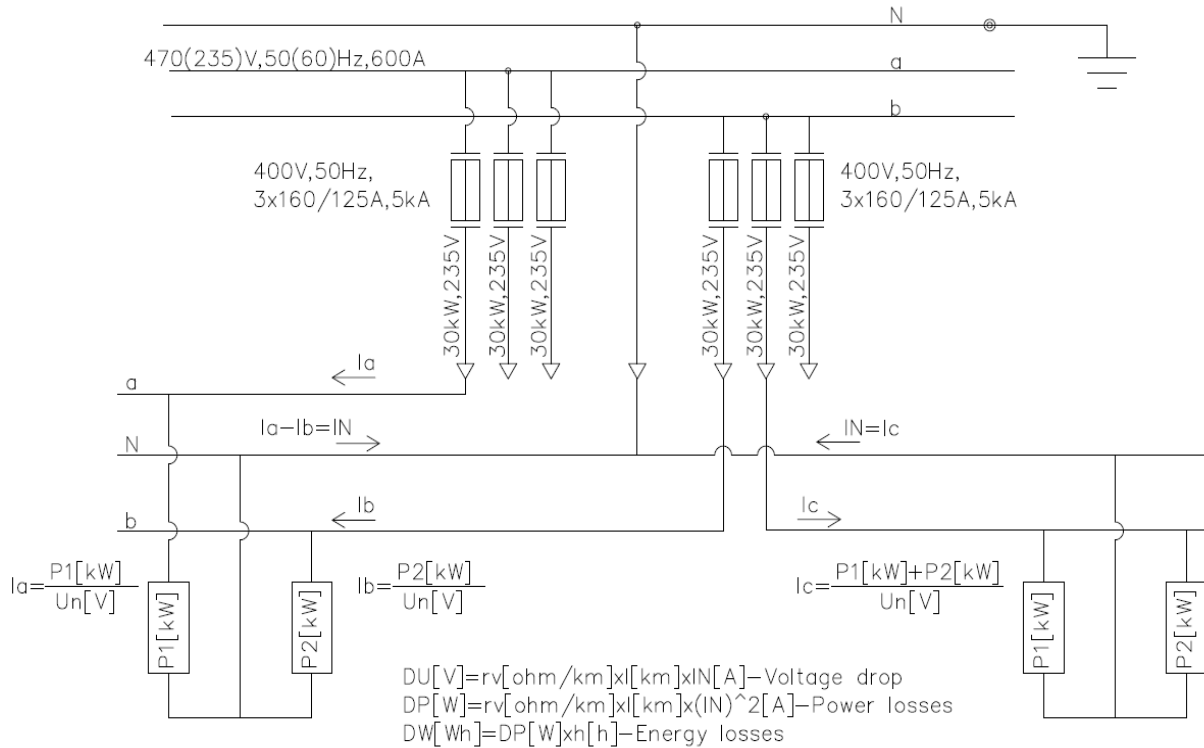 N
470(235)V,50(60)Hz,600A
a
b
400V,50Hz,
3x160/125A,5kA
400V,50Hz,
3x160/125A,5kA
30kW,235V
30kW,235V
30kW,235V
30kW,235V
30kW,235V
30kW,235V
Ia
a
Ia-Ib=IN
IN=Ic
N
Ib
Ic
b
Ia=P1[kW]/Un[V]
Ib=P2[kW]/Un[V]
Ic=P1[kW]+P2[kW]/Un[V]
P1[kW]
P2[kW]
P1[kW]
P2[kW]
DU[V]=rv[ohm/km]xl[km]xIN[A]-Voltage drop
DP[W]=rv[ohm/km]xl[km]x(IN)^2[A]-Power losses
DW[Wh]=DP[W]xh[h]-Energy losses